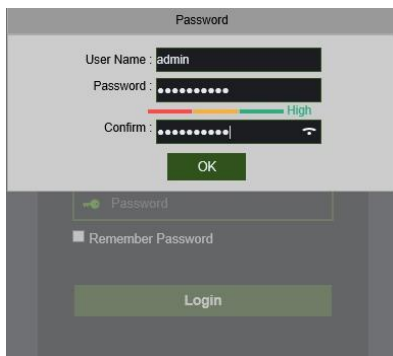 Password
User Name : admin
Password : ●●●●●●●●●●
High
Confirm : ●●●●●●●●●●
OK
Password
Remember Password
Login